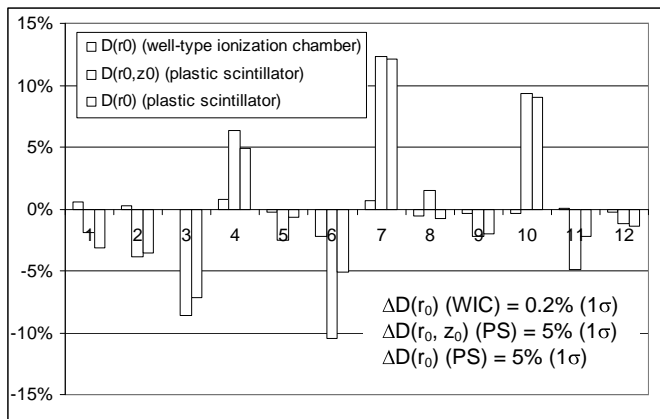 15%
10%
5%
0%
-5%
-10%
-15%
D(r0) (well-type ionization chamber)
D(r0,z0) (plastic scintillator)
D(r0) (plastic scintillator)
1 2 3 4 5 6 7 8 9 10 11 12
ΔD(r₀) (WIC) = 0.2% (1σ)
ΔD(r₀, z₀) (PS) = 5% (1σ)
ΔD(r₀) (PS) = 5% (1σ)